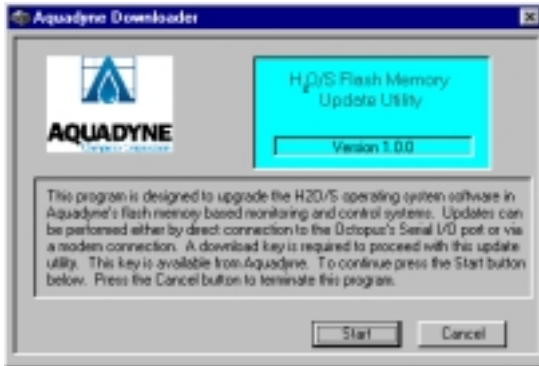 Aquadyne Downloader
H2O/S Flash Memory
Update Utility
Version 1.0.0
AQUADYNE
This program is designed to upgrade the H2O/S operating system software in
Aquadyne's flash memory based monitoring and control systems. Updates can
be performed either by direct connection to the Octopus's Serial I/O port or via
a modem connection. A download key is required to proceed with this update
utility. This key is available from Aquadyne. To continue press the Start button
below. Press the Cancel button to terminate this program.
Start
Cancel